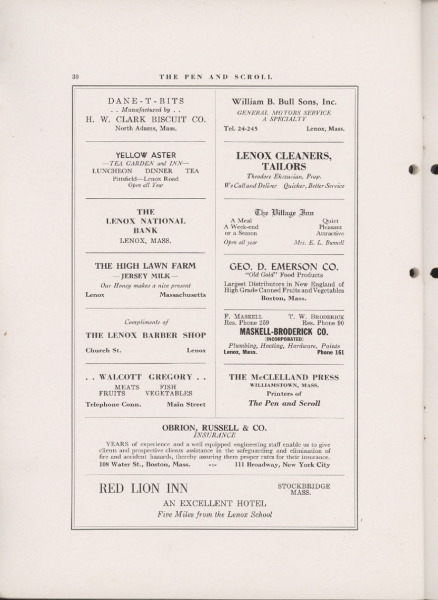 30
THE PEN AND SCROLL
DANE-T-BITS
. . Manufactured by . .
H. W. CLARK BISCUIT CO.
North Adams, Mass.
William B. Bull Sons, Inc.
GENERAL MOTORS SERVICE
A SPECIALTY
Tel. 24-245 Lenox, Mass.
YELLOW ASTER
—TEA GARDEN and INN—
LUNCHEON DINNER TEA
Pittsfield—Lenox Road
Open all Year
LENOX CLEANERS,
TAILORS
Theodore Prop.
We Call and Deliver Quicker, Better Service
THE
LENOX NATIONAL
BANK
LENOX, MASS.
The Village Inn
A Meal Quiet
A Week-end Pleasant
or a Season Attractive
Open all year Mrs. E. L.
THE HIGH LAWN FARM
— JERSEY MILK —
Our Honey makes a nice present
Lenox Massachusetts
GEO. D. EMERSON CO.
"Old Gold" Food Products
Largest Distributors in New England of
High Grade Canned Fruits and Vegetables
Boston, Mass.
Compliments of
THE LENOX BARBER SHOP
Church St. Lenox
F. MASKELL T. W. BRODERICK
Res. Phone 259 Res. Phone 90
MASKELL-BRODERICK CO.
(INCORPORATED)
Plumbing, Heating, Hardware, Paints
Lenox, Mass. Phone 161
. . WALCOTT GREGORY . .
MEATS FISH
FRUITS VEGETABLES
Telephone Conn. Main Street
THE McCLELLAND PRESS
WILLIAMSTOWN, MASS.
Printers of
The Pen and Scroll
OBRION, RUSSELL & CO.
INSURANCE
YEARS of experience and a well equipped engineering staff enable us to give
clients and prospective clients assistance in the safeguarding and elimination of
fire and accident hazards, thereby assuring them proper rates for their insurance.
108 Water St., Boston, Mass. 111 Broadway, New York City
RED LION INN
STOCKBRIDGE
MASS.
AN EXCELLENT HOTEL
Five Miles from the Lenox School